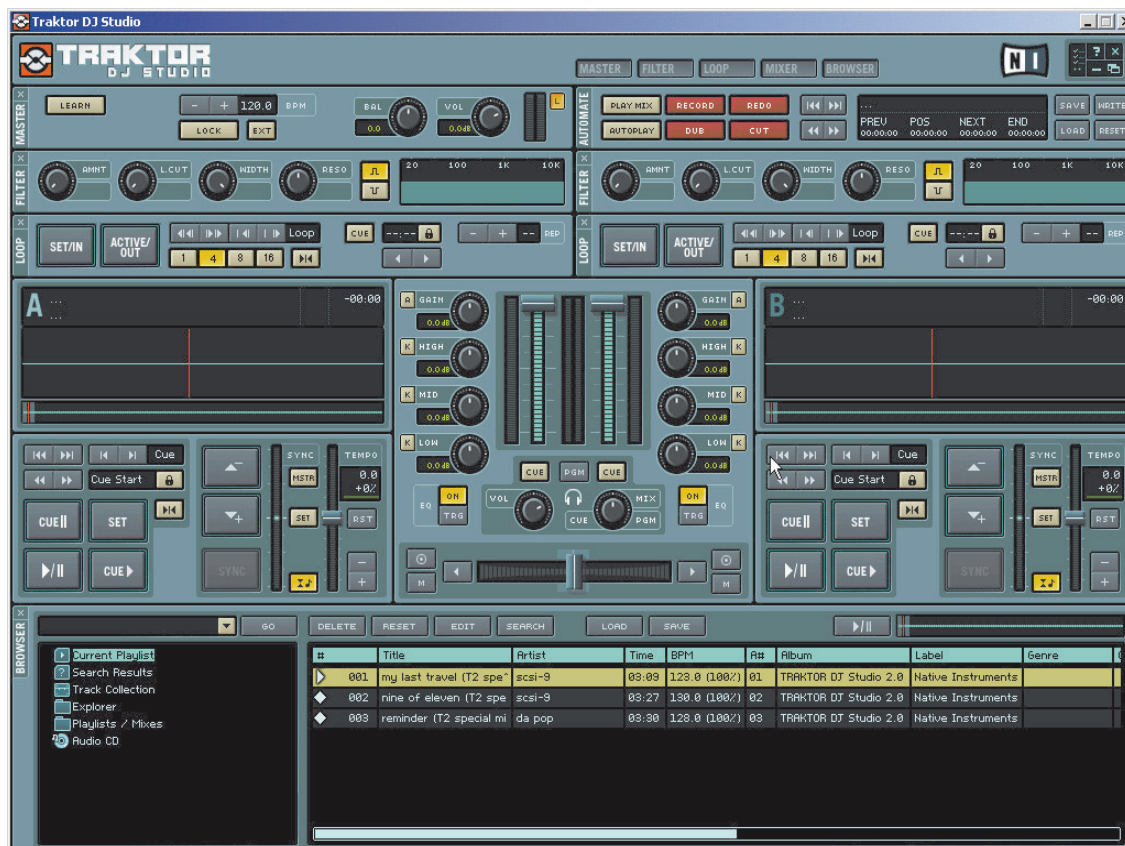 Traktor DJ Studio
TRAKTOR
DJ STUDIO
MASTER FILTER LOOP MIXER BROWSER
N I
MASTER
LEARN - + 120.0 BPM BAL VOL L
LOCK EXT 0.0 0.0dB
AUTOMATE
PLAY MIX RECORD REDO ... SAVE WRITE
AUTOPLAY DUB CUT PREV POS NEXT END LOAD RESET
00:00:00 00:00:00 00:00:00 00:00:00
FILTER
AMNT L.CUT WIDTH RESO 20 100 1K 10K
FILTER
AMNT L.CUT WIDTH RESO 20 100 1K 10K
LOOP
SET/IN ACTIVE/OUT Loop CUE --:-- - + -- REP
1 4 8 16
LOOP
SET/IN ACTIVE/OUT Loop CUE --:-- - + -- REP
1 4 8 16
A ... -00:00
...
A GAIN GAIN A
0.0dB 0.0dB
K HIGH HIGH K
0.0dB 0.0dB
K MID MID K
0.0dB 0.0dB
K LOW LOW K
0.0dB 0.0dB
B ... -00:00
...
Cue SYNC TEMPO
Cue Start MSTR 0.0
+0%
CUE SET SET RST
CUE SYNC - +
CUE PGM CUE
EQ ON TRG VOL MIX ON TRG EQ
CUE PGM
M M
Cue SYNC TEMPO
Cue Start MSTR 0.0
+0%
CUE SET SET RST
CUE SYNC - +
BROWSER
GO DELETE RESET EDIT SEARCH LOAD SAVE
Current Playlist
Search Results
Track Collection
Explorer
Playlists / Mixes
Audio CD
# Title Artist Time BPM A# Album Label Genre
001 my last travel (T2 spe^ scsi-9 03:09 123.0 (100%) 01 TRAKTOR DJ Studio 2.0 Native Instruments
002 nine of eleven (T2 spe scsi-9 03:27 130.0 (100%) 02 TRAKTOR DJ Studio 2.0 Native Instruments
003 reminder (T2 special mi da pop 03:30 128.0 (100%) 03 TRAKTOR DJ Studio 2.0 Native Instruments